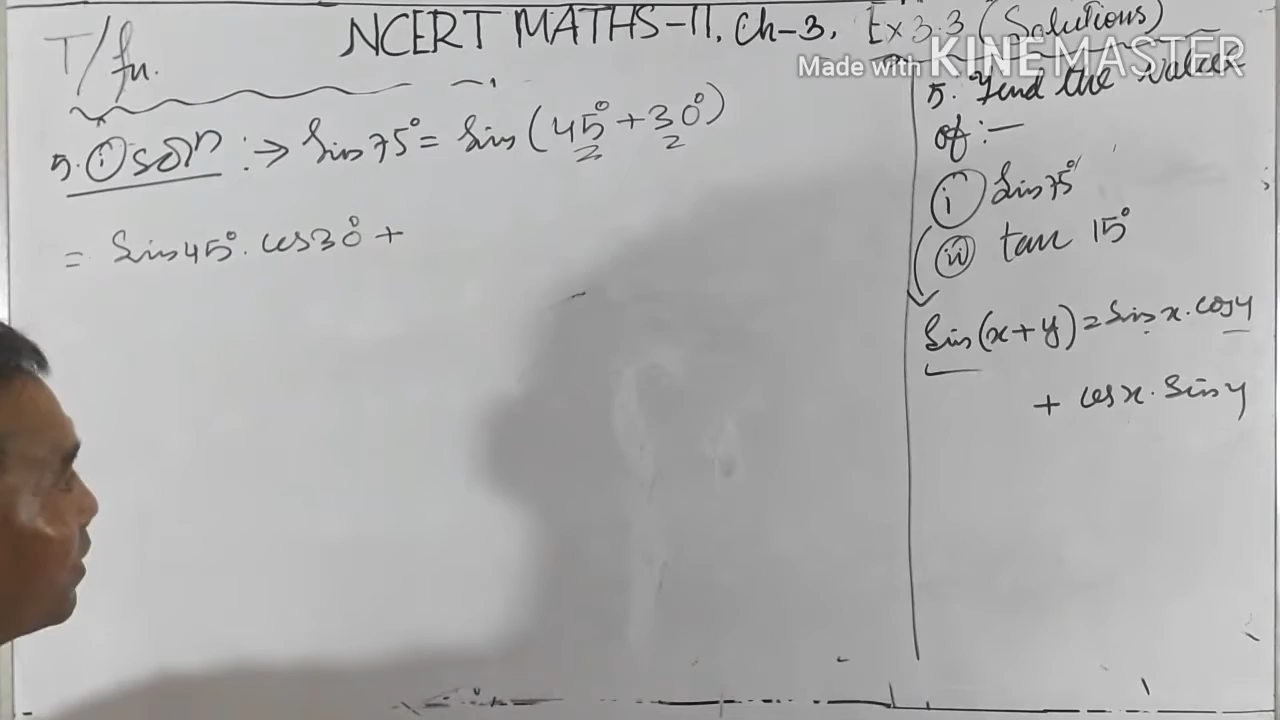 T/fn.
NCERT MATHS-11, Ch-3, Ex 3.3 (Solutions)
Made with KINEMASTER
5. (i) Soln :→ Sin 75° = Sin (45° + 30°)
= Sin 45°. cos 30° +
5. Find the values
of :-
(i) Sin 75°
(ii) tan 15°
Sin (x + y) = Sin x. cos y
+ cos x. Sin y